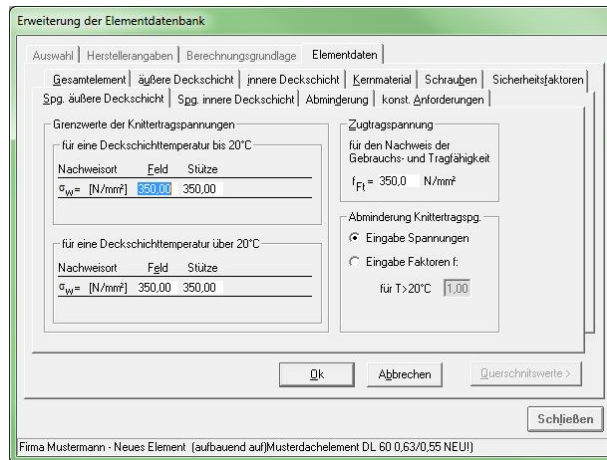 Erweiterung der Elementdatenbank
Auswahl Herstellerangaben Berechnungsgrundlage Elementdaten
Gesamtelement äußere Deckschicht innere Deckschicht Kernmaterial Schrauben Sicherheitsfaktoren
Spg. äußere Deckschicht Spg. innere Deckschicht Abminderung konst. Anforderungen
Grenzwerte der Knittertragspannungen
für eine Deckschichttemperatur bis 20°C
Nachweisort Feld Stütze
σw= [N/mm²] 350,00 350,00
für eine Deckschichttemperatur über 20°C
Nachweisort Feld Stütze
σw= [N/mm²] 350,00 350,00
Zugtragspannung
für den Nachweis der
Gebrauchs- und Tragfähigkeit
fFt= 350,0 N/mm²
Abminderung Knittertragspg.
Eingabe Spannungen
Eingabe Faktoren f:
für T>20°C 1,00
Ok Abbrechen Querschnittswerte >
Schließen
Firma Mustermann - Neues Element (aufbauend auf)Musterdachelement DL 60 0,63/0,55 NEU!)